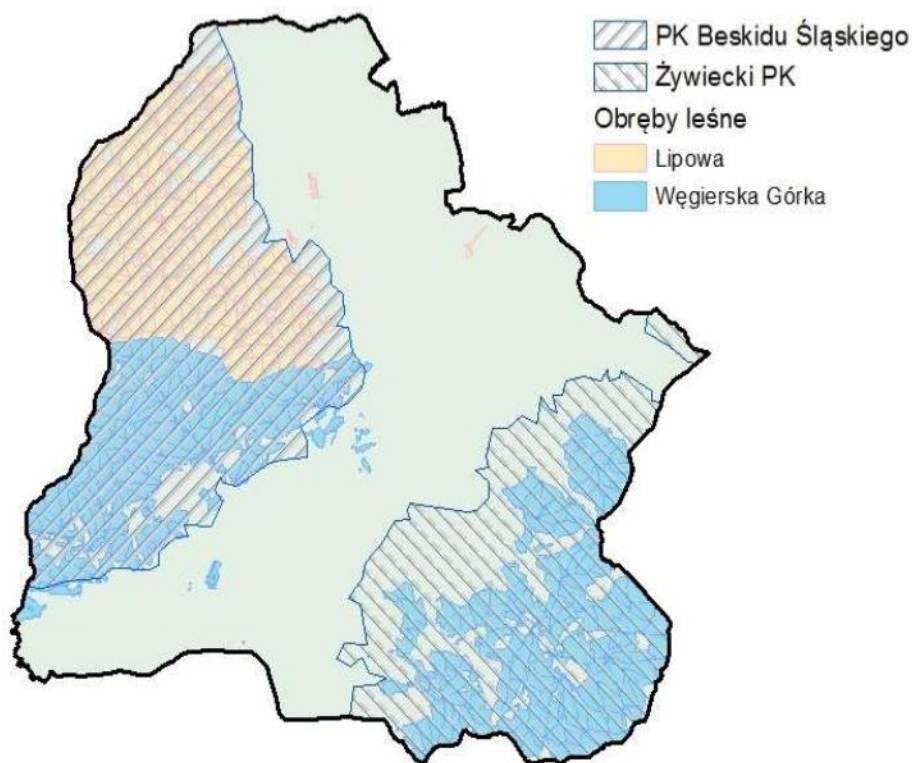 PK Beskidu Śląskiego
Żywiecki PK
Obręby leśne
Lipowa
Węgierska Górka